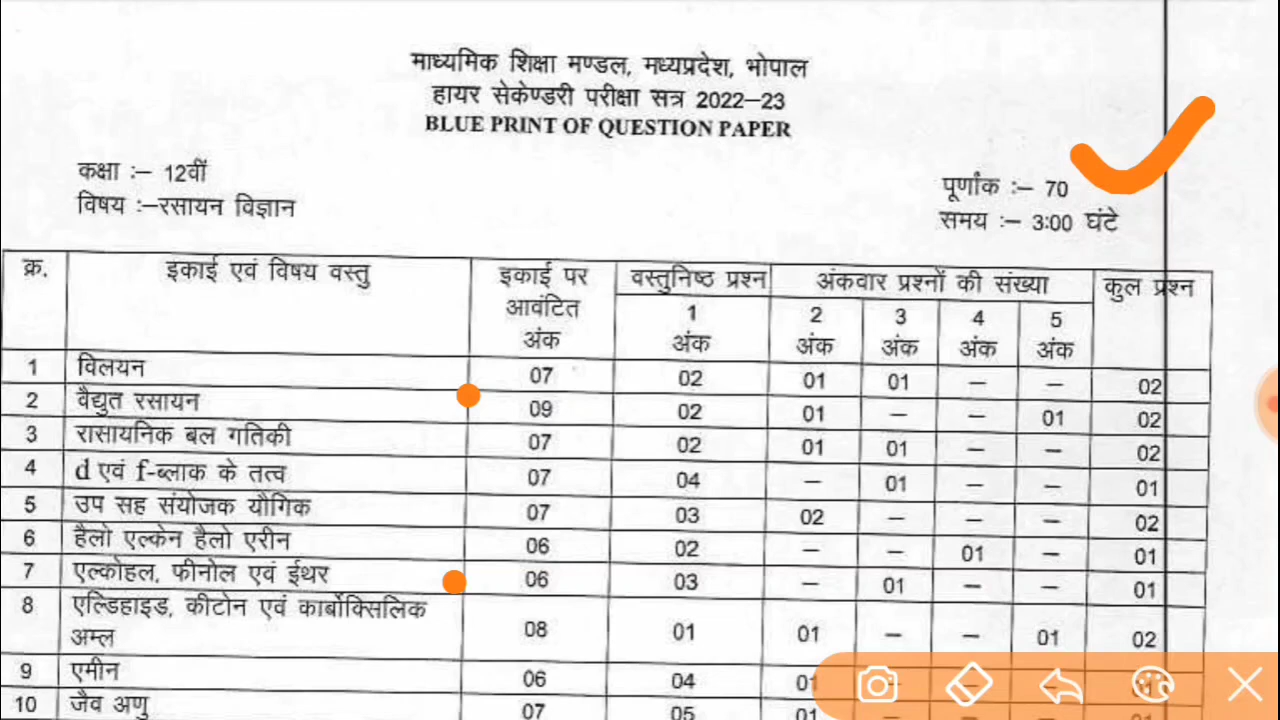 माध्यमिक शिक्षा मण्डल, मध्यप्रदेश, भोपाल
हायर सेकेण्डरी परीक्षा सत्र 2022–23
BLUE PRINT OF QUESTION PAPER
कक्षा :– 12वीं
पूर्णांक :– 70
विषय :–रसायन विज्ञान
समय :– 3:00 घंटे
क्र. इकाई एवं विषय वस्तु इकाई पर आवंटित अंक वस्तुनिष्ठ प्रश्न अंकवार प्रश्नों की संख्या कुल प्रश्न
1 अंक 2 अंक 3 अंक 4 अंक 5 अंक
1 विलयन 07 02 01 01 – – 02
2 वैद्युत रसायन 09 02 01 – – 01 02
3 रासायनिक बल गतिकी 07 02 01 01 – – 02
4 d एवं f-ब्लाक के तत्व 07 04 – 01 – – 01
5 उप सह संयोजक यौगिक 07 03 02 – – – 02
6 हैलो एल्केन हैलो एरीन 06 02 – – 01 – 01
7 एल्कोहल, फीनोल एवं ईथर 06 03 – 01 – – 01
8 एल्डिहाइड, कीटोन एवं कार्बोक्सिलिक अम्ल 08 01 01 – – 01 02
9 एमीन 06 04 01
10 जैव अणु 07 05 01